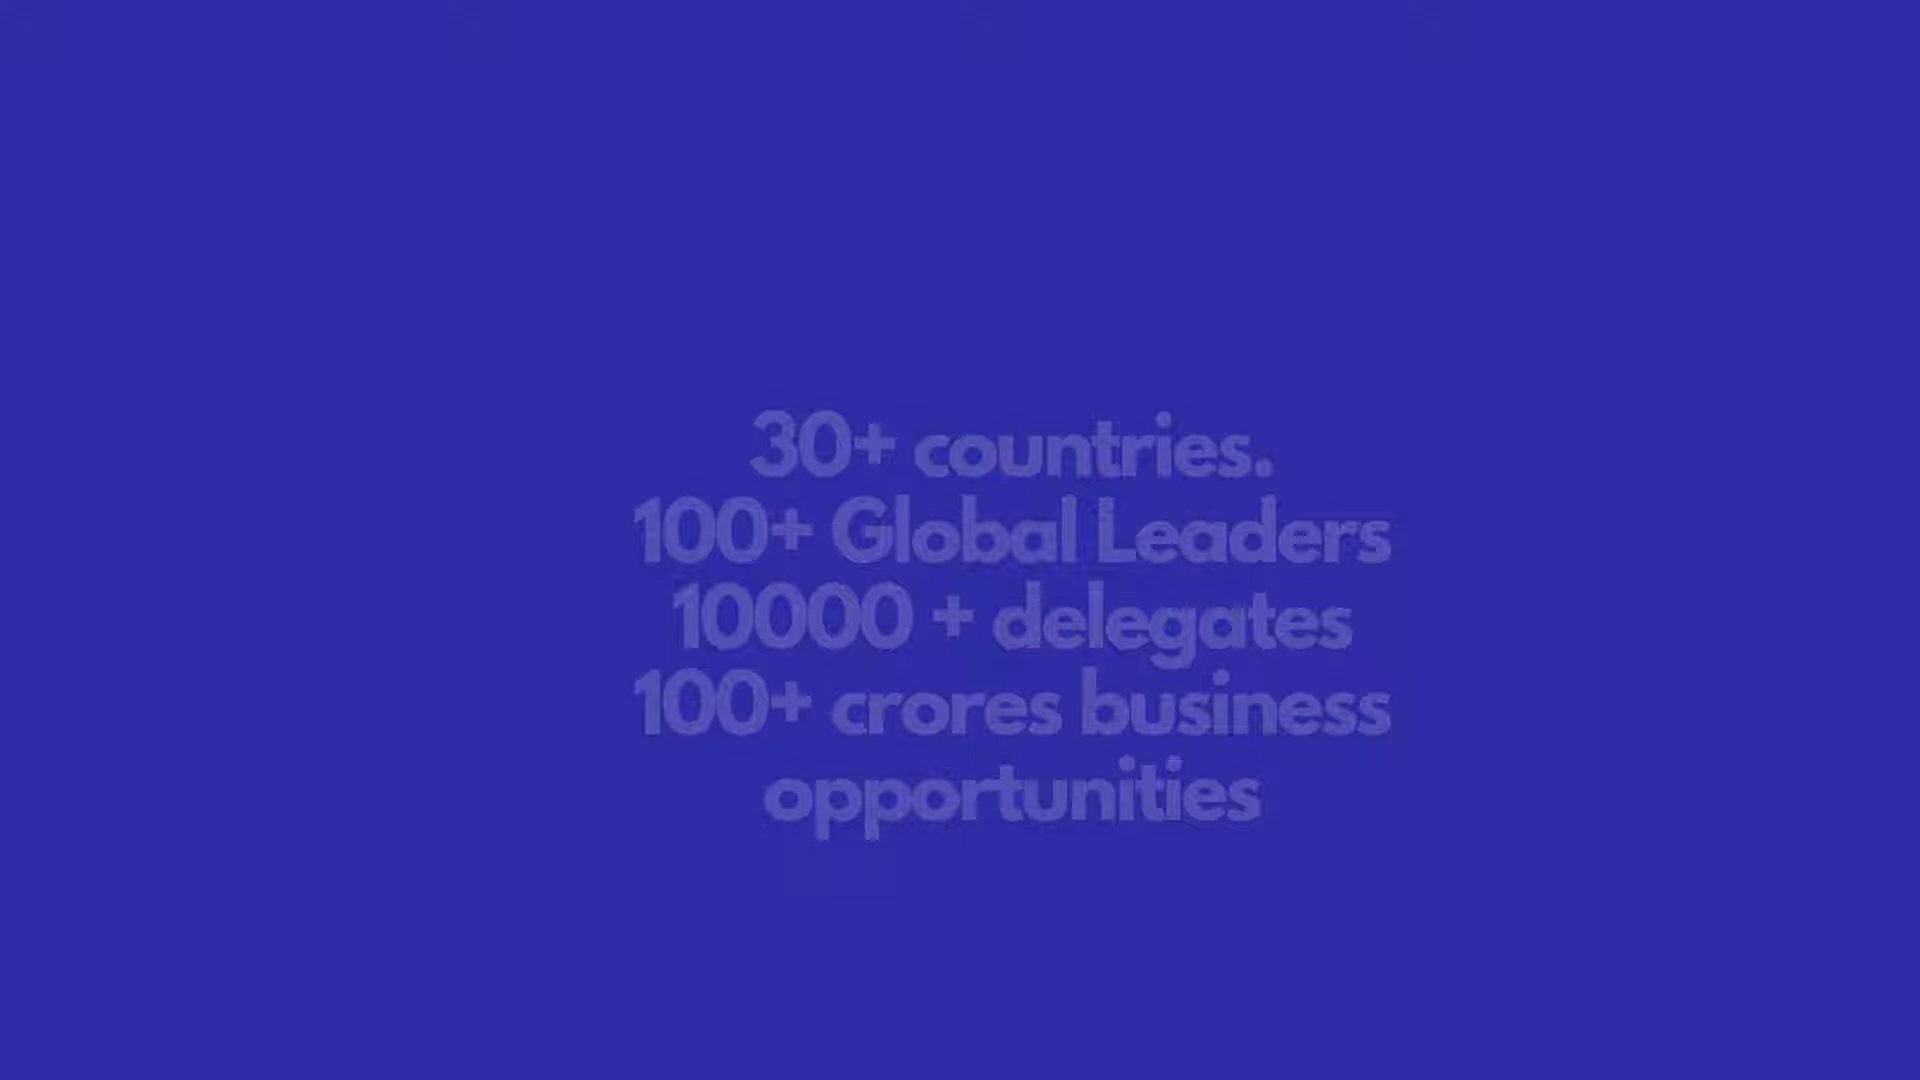 30+ countries.
100+ Global Leaders
10000 + delegates
100+ crores business
opportunities